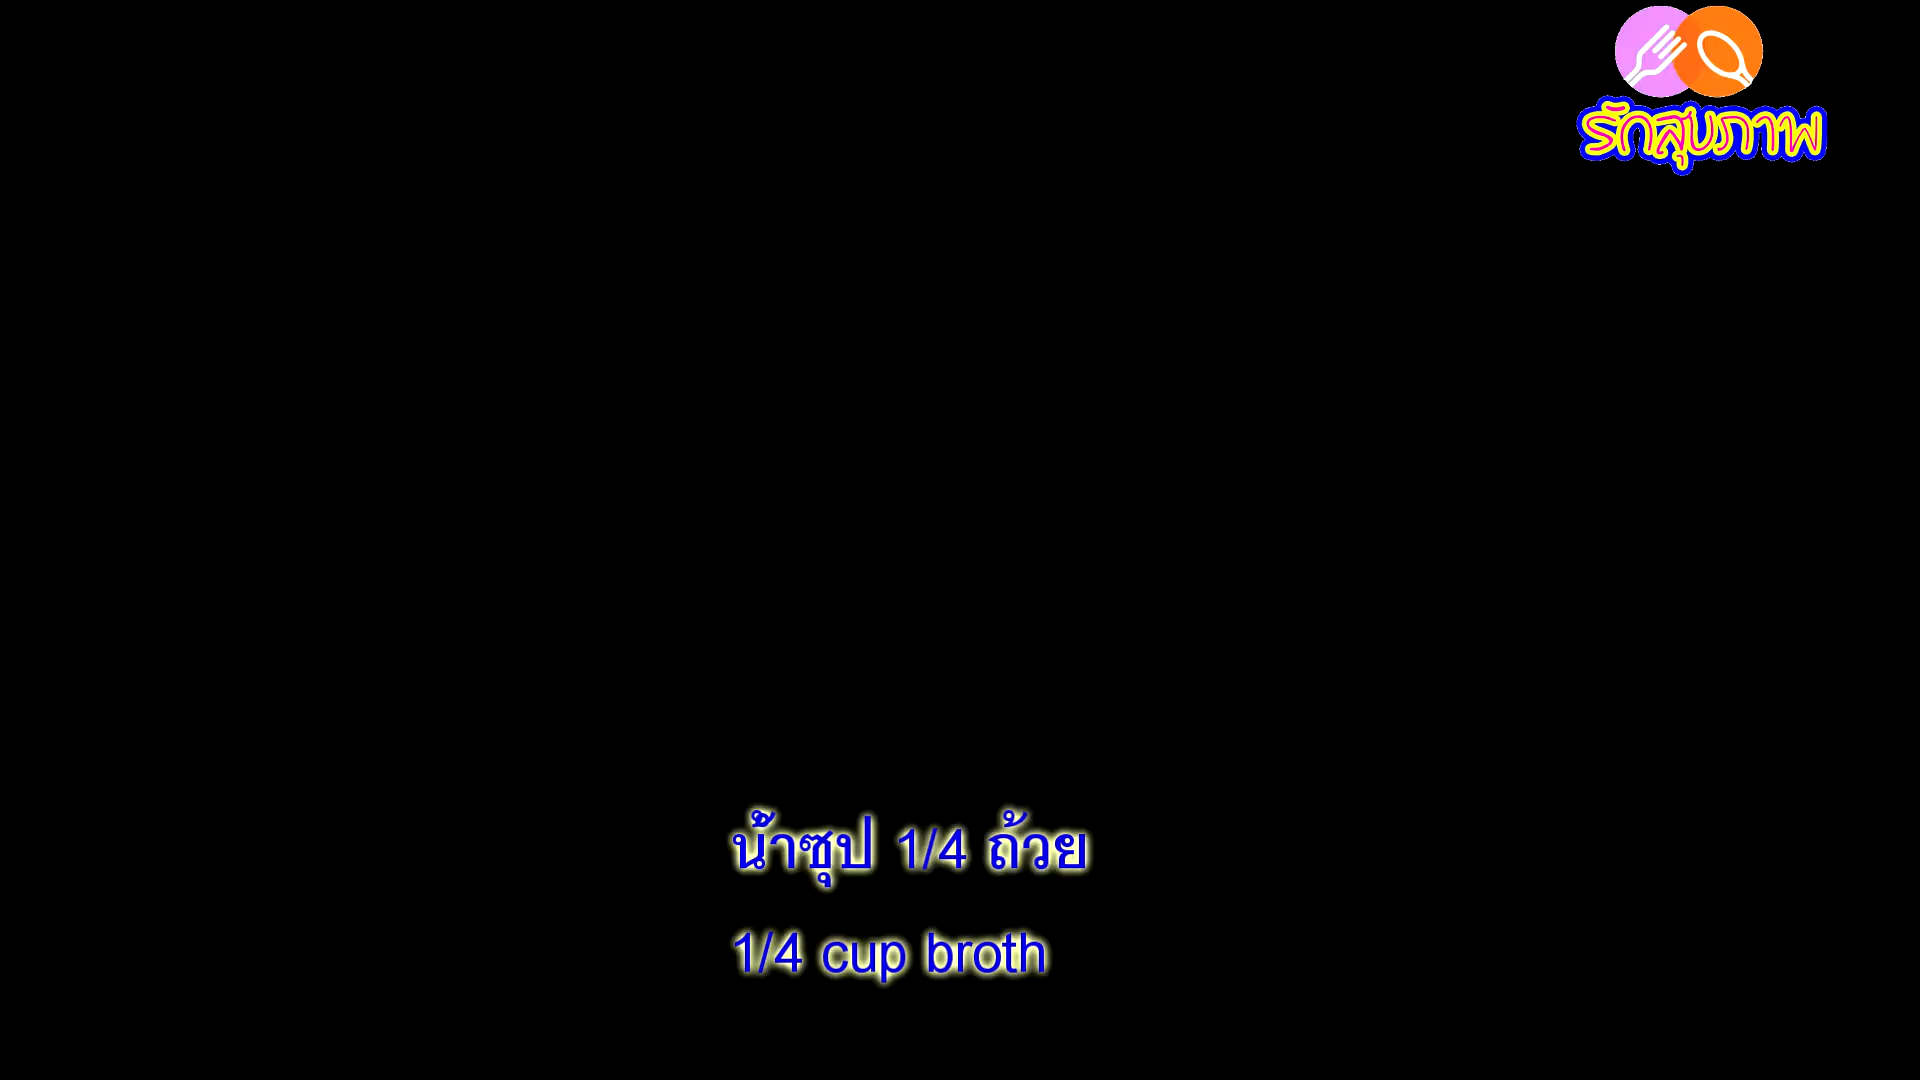 รักสุขภาพ
น้ำซุป 1/4 ถ้วย
1/4 cup broth